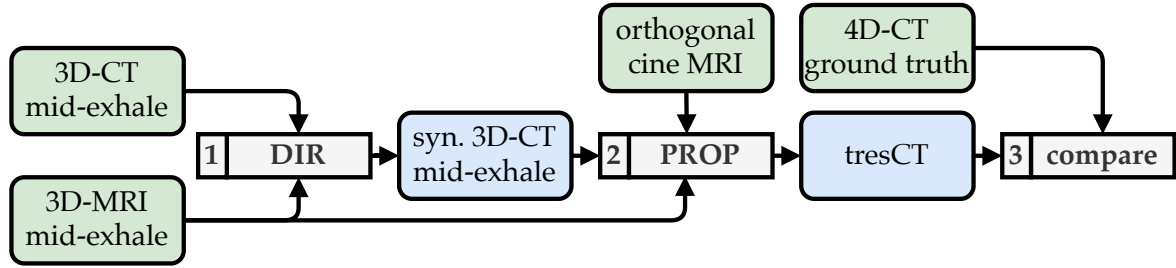 3D-CT
mid-exhale
3D-MRI
mid-exhale
1 DIR
syn. 3D-CT
mid-exhale
orthogonal
cine MRI
2 PROP
tresCT
4D-CT
ground truth
3 compare